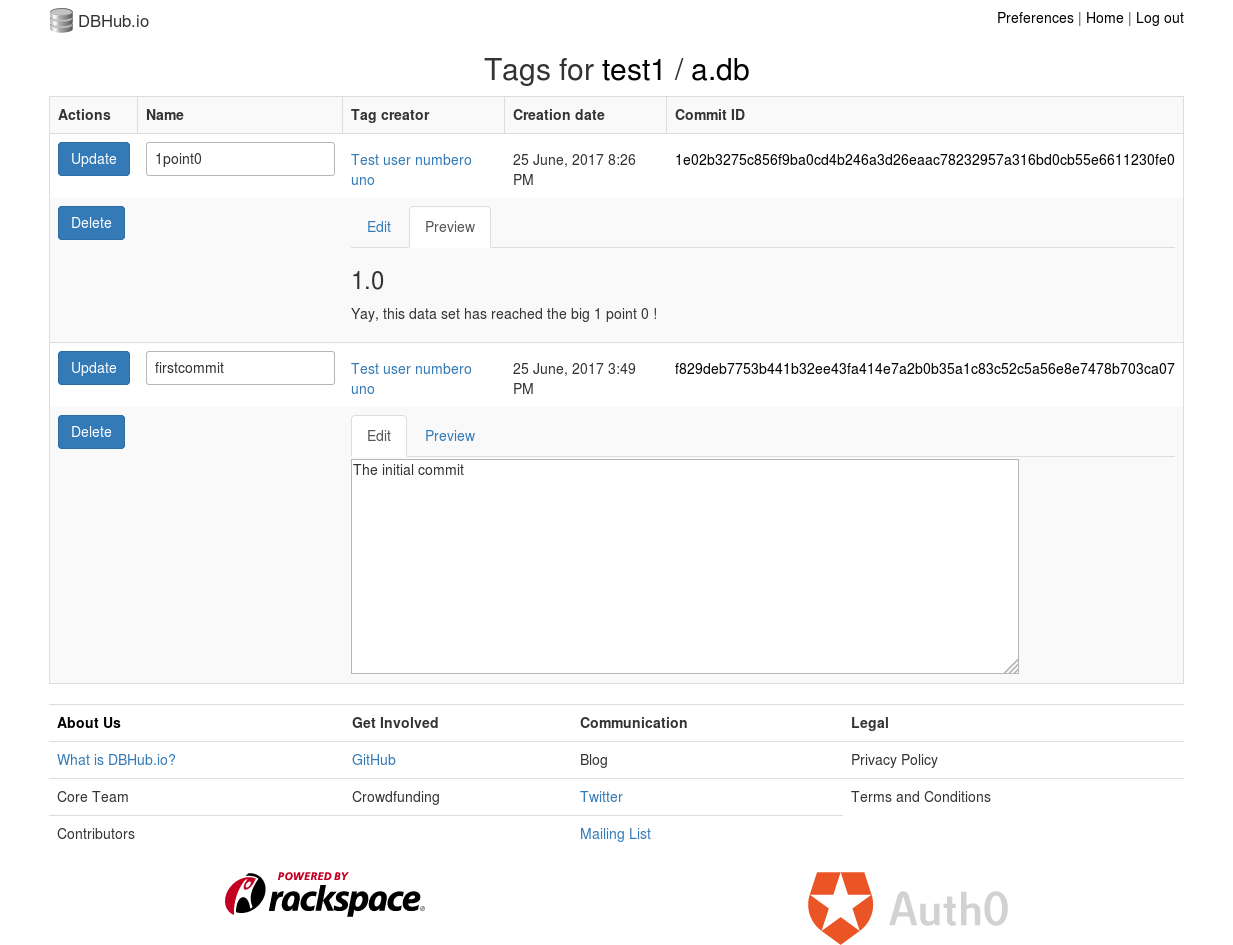 DBHub.io
Preferences | Home | Log out
Tags for test1 / a.db
Actions Name Tag creator Creation date Commit ID
Update 1point0 Test user numbero uno 25 June, 2017 8:26 PM 1e02b3275c856f9ba0cd4b246a3d26eaac78232957a316bd0cb55e6611230fe0
Delete Edit Preview
1.0
Yay, this data set has reached the big 1 point 0 !
Update firstcommit Test user numbero uno 25 June, 2017 3:49 PM f829deb7753b441b32ee43fa414e7a2b0b35a1c83c52c5a56e8e7478b703ca07
Delete Edit Preview
The initial commit
About Us Get Involved Communication Legal
What is DBHub.io? GitHub Blog Privacy Policy
Core Team Crowdfunding Twitter Terms and Conditions
Contributors Mailing List
POWERED BY
rackspace®
Auth0